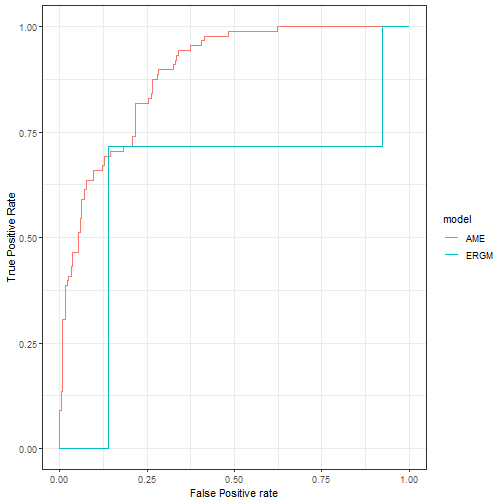 1.00
0.75
0.50
0.25
0.00
True Positive Rate
0.00 0.25 0.50 0.75 1.00
False Positive rate
model
AME
ERGM